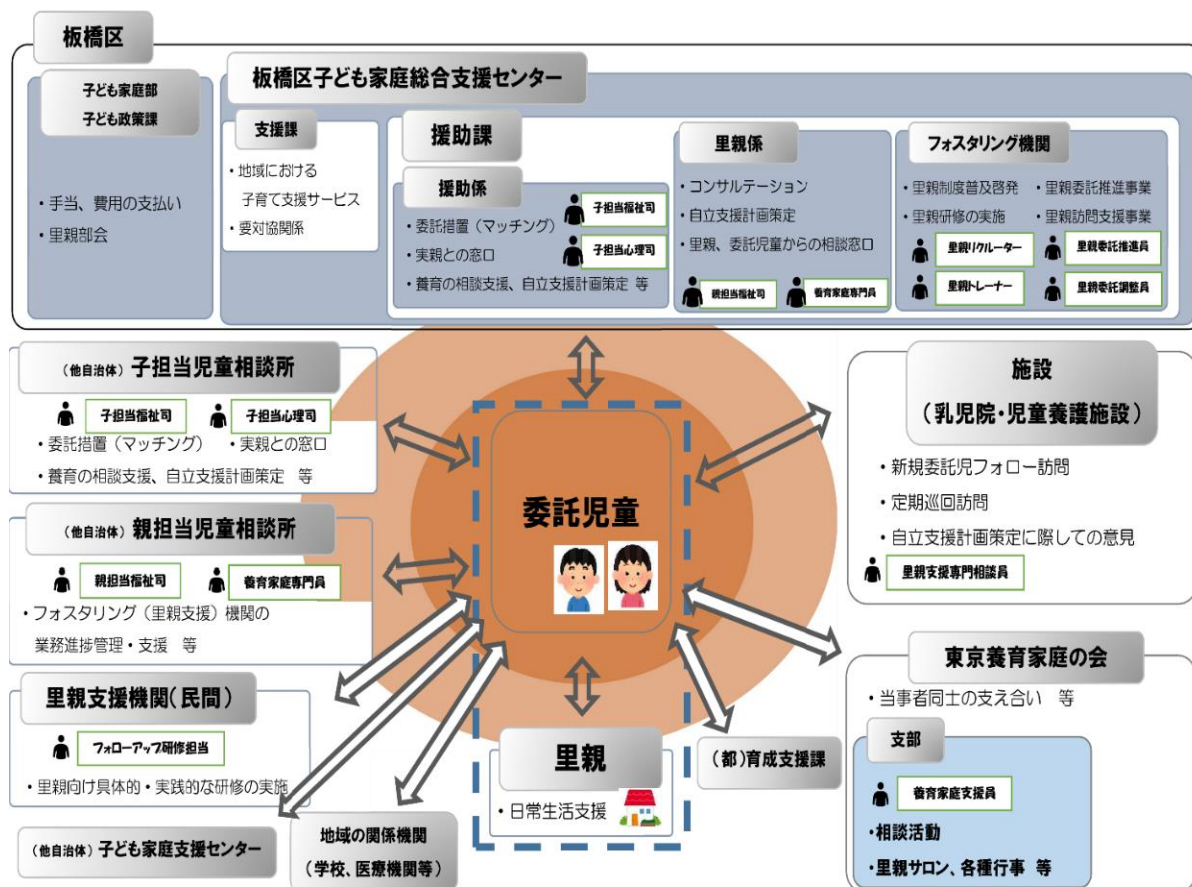 板橋区
子ども家庭部
子ども政策課
・手当、費用の支払い
・里親部会
板橋区子ども家庭総合支援センター
支援課
・地域における
子育て支援サービス
・要対協関係
援助課
援助係
・委託措置（マッチング）
・実親との窓口
・養育の相談支援、自立支援計画策定 等
子担当福祉司
子担当心理司
里親係
・コンサルテーション
・自立支援計画策定
・里親、委託児童からの相談窓口
親担当福祉司
養育家庭専門員
フォスタリング機関
・里親制度普及啓発
・里親委託推進事業
・里親研修の実施
・里親訪問支援事業
里親リクルーター
里親委託推進員
里親トレーナー
里親委託調整員
（他自治体）子担当児童相談所
子担当福祉司
子担当心理司
・委託措置（マッチング）
・実親との窓口
・養育の相談支援、自立支援計画策定 等
（他自治体）親担当児童相談所
親担当福祉司
養育家庭専門員
・フォスタリング（里親支援）機関の
業務進捗管理・支援 等
里親支援機関（民間）
フォローアップ研修担当
・里親向け具体的・実践的な研修の実施
（他自治体）子ども家庭支援センター
地域の関係機関
（学校、医療機関等）
委託児童
里親
・日常生活支援
（都）育成支援課
施設
（乳児院・児童養護施設）
・新規委託児フォロー訪問
・定期巡回訪問
・自立支援計画策定に際しての意見
里親支援専門相談員
東京養育家庭の会
・当事者同士の支え合い 等
支部
養育家庭支援員
・相談活動
・里親サロン、各種行事 等